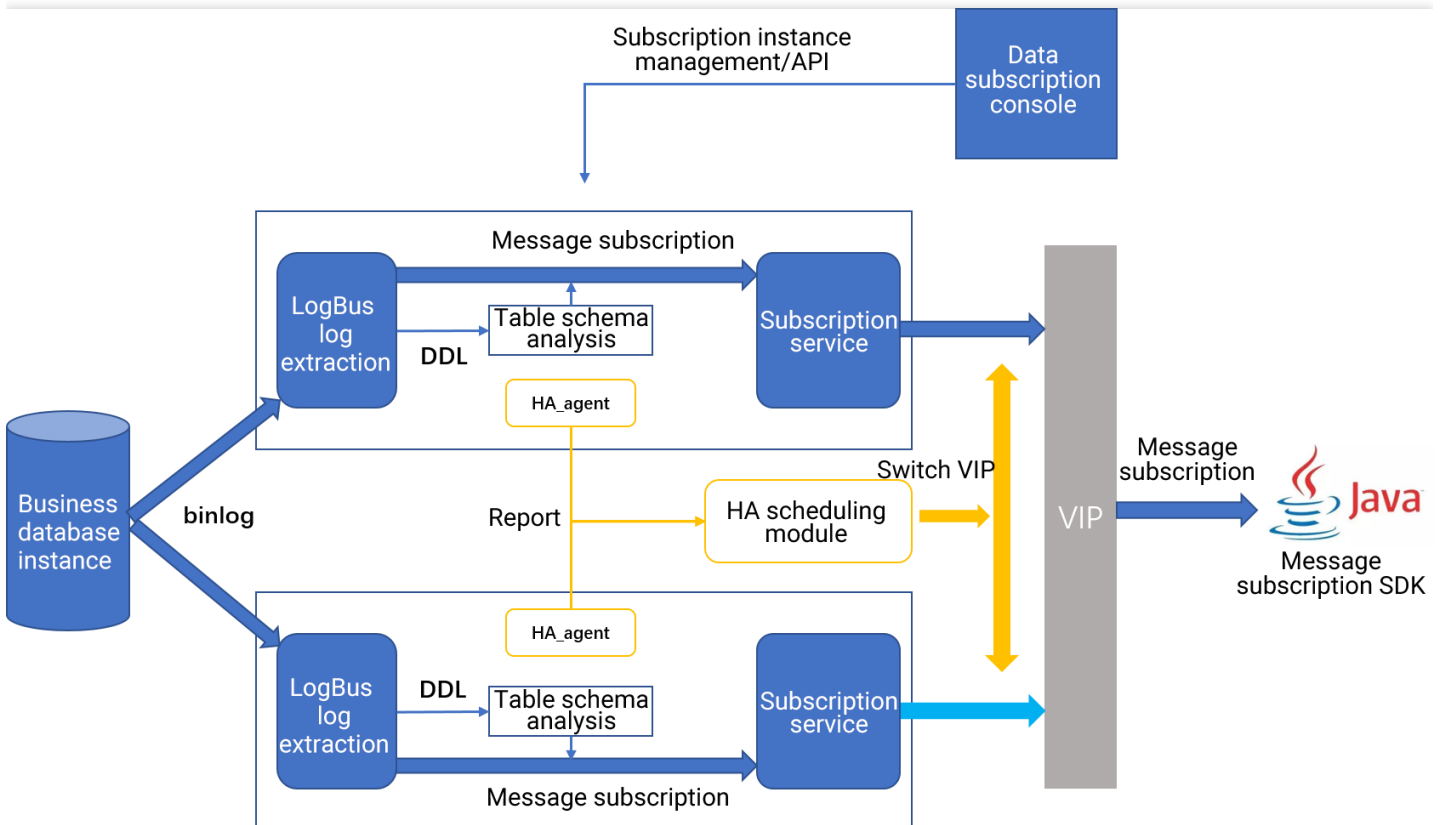 Subscription instance
management/API
Data
subscription
console
Message subscription
LogBus
log
extraction
DDL
Table schema
analysis
Subscription
service
HA_agent
Business
database
instance
binlog
Report
HA scheduling
module
Switch VIP
VIP
Message
subscription
Java
Message
subscription SDK
HA_agent
LogBus
log
extraction
DDL
Table schema
analysis
Subscription
service
Message subscription